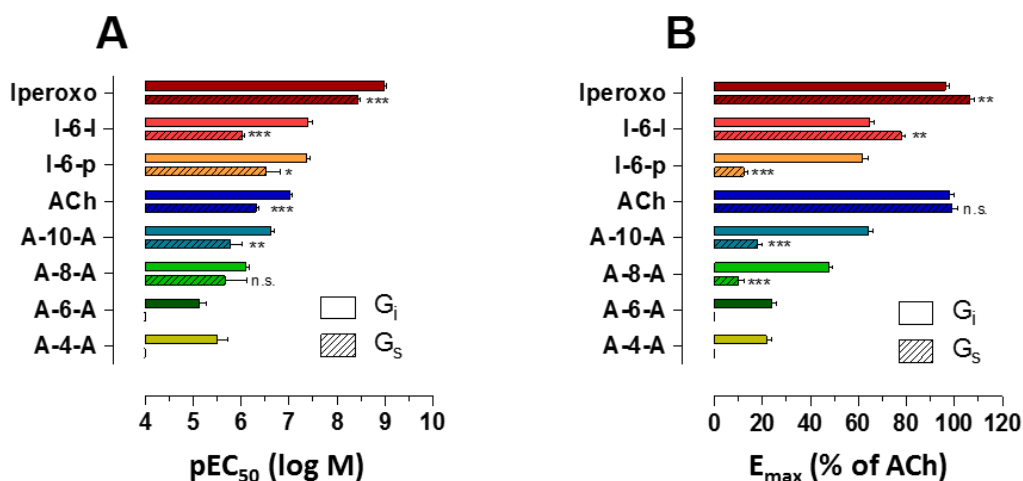 A
Iperoxo
***
I-6-I
***
I-6-p
*
ACh
***
A-10-A
**
A-8-A
n.s.
A-6-A
A-4-A
Gi
Gs
4 5 6 7 8 9 10
pEC50 (log M)
B
Iperoxo
**
I-6-I
**
I-6-p
***
ACh
n.s.
A-10-A
***
A-8-A
***
A-6-A
A-4-A
Gi
Gs
0 20 40 60 80 100 120
Emax (% of ACh)